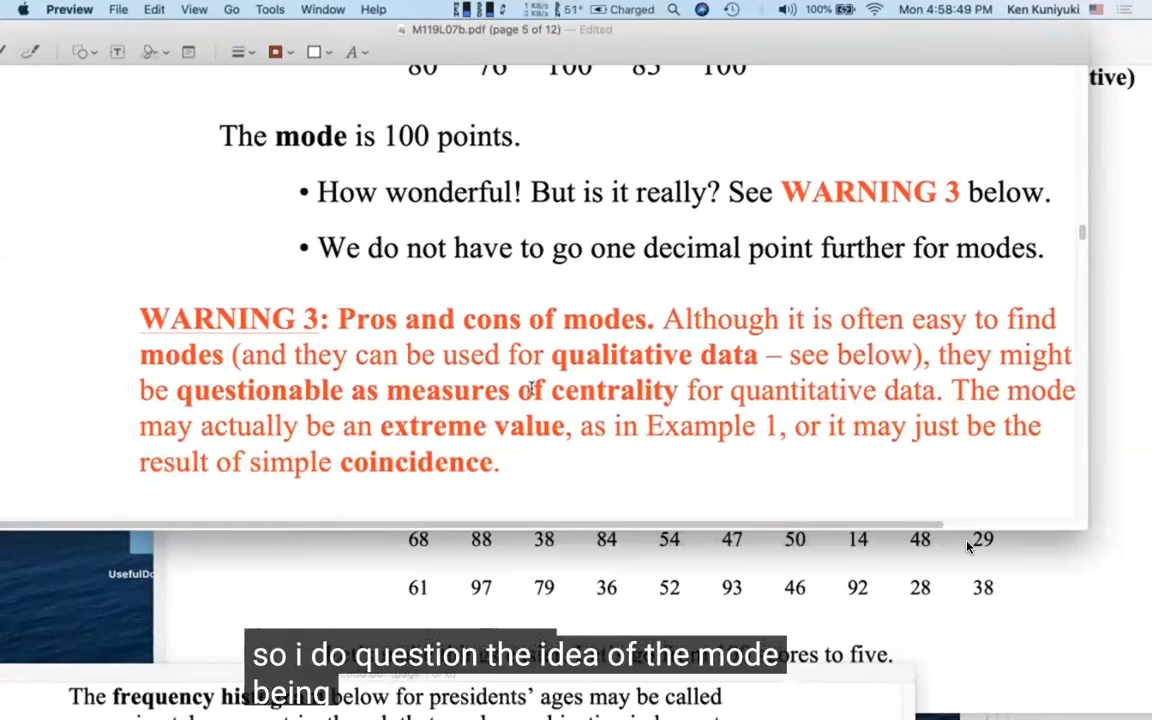 Preview File Edit View Go Tools Window Help 1 KB/s 0 KB/s 51° Charged 100% Mon 4:58:49 PM Ken Kuniyuki
M119L07b.pdf (page 5 of 12) — Edited
80 76 100 85 100
tive)
The mode is 100 points.
• How wonderful! But is it really? See WARNING 3 below.
• We do not have to go one decimal point further for modes.
WARNING 3: Pros and cons of modes. Although it is often easy to find
modes (and they can be used for qualitative data – see below), they might
be questionable as measures of centrality for quantitative data. The mode
may actually be an extreme value, as in Example 1, or it may just be the
result of simple coincidence.
68 88 38 84 54 47 50 14 48 29
UsefulDo
61 97 79 36 52 93 46 92 28 38
ores to five.
so i do question the idea of the mode
being
The frequency his below for presidents' ages may be called